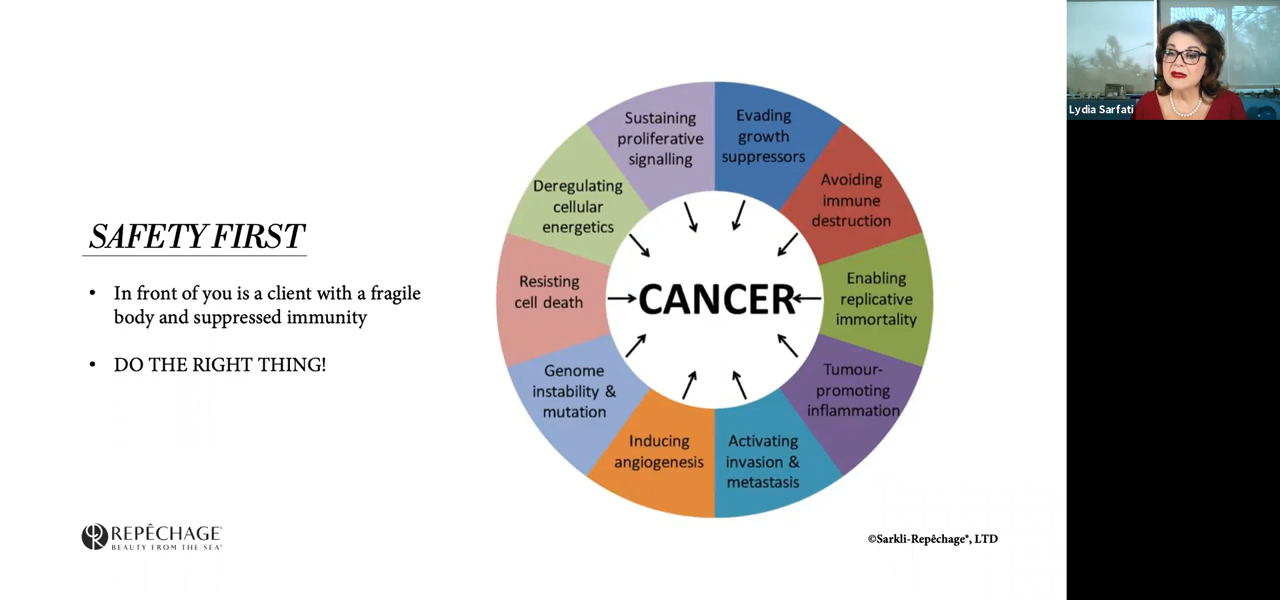 SAFETY FIRST
• In front of you is a client with a fragile
body and suppressed immunity
• DO THE RIGHT THING!
REPÊCHAGE®
BEAUTY FROM THE SEA®
Sustaining
proliferative
signalling
Evading
growth
suppressors
Avoiding
immune
destruction
Enabling
replicative
immortality
Tumour-
promoting
inflammation
Activating
invasion &
metastasis
Inducing
angiogenesis
Genome
instability &
mutation
Resisting
cell death
Deregulating
cellular
energetics
CANCER
©Sarkli-Repêchage®, LTD
Lydia Sarfati